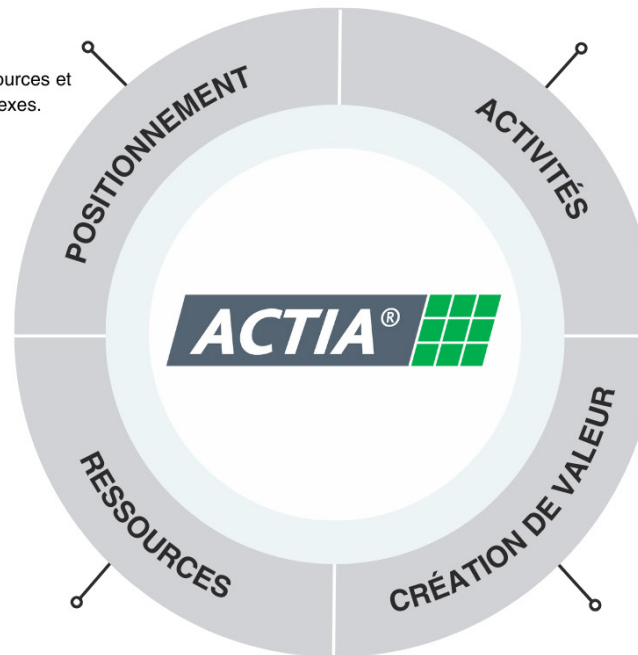 ources et
exes.
POSITIONNEMENT
ACTIVITÉS
ACTIA®
RESSOURCES
CRÉATION DE VALEUR